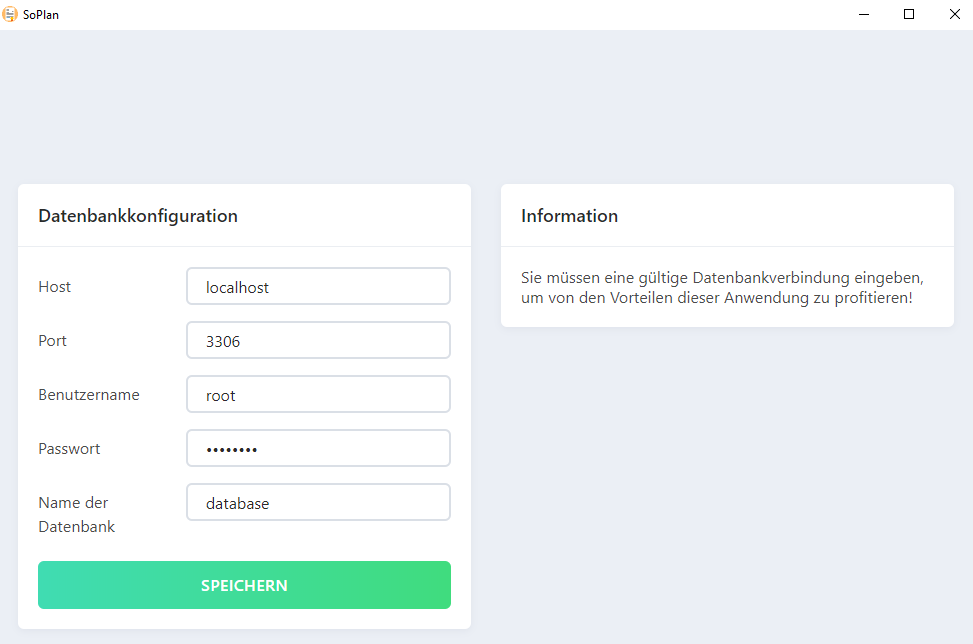 SoPlan
Datenbankkonfiguration
Host
localhost
Port
3306
Benutzername
root
Passwort
••••••••
Name der
Datenbank
database
SPEICHERN
Information
Sie müssen eine gültige Datenbankverbindung eingeben,
um von den Vorteilen dieser Anwendung zu profitieren!